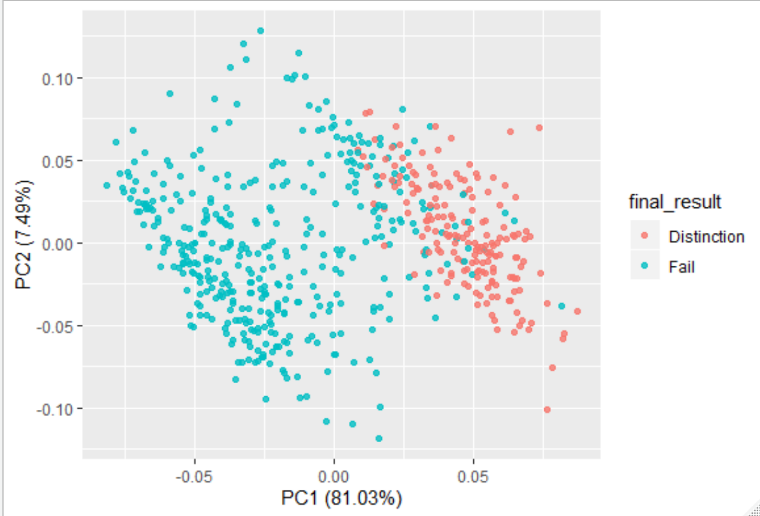 0.10
0.05
0.00
-0.05
-0.10
PC2 (7.49%)
-0.05
0.00
0.05
PC1 (81.03%)
final_result
Distinction
Fail